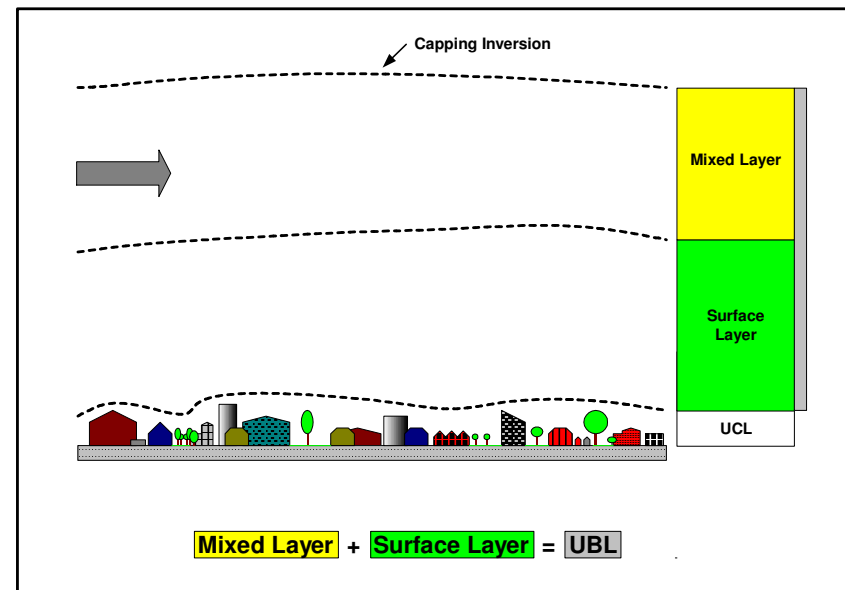 Capping Inversion
Mixed Layer
Surface
Layer
UCL
Mixed Layer + Surface Layer = UBL